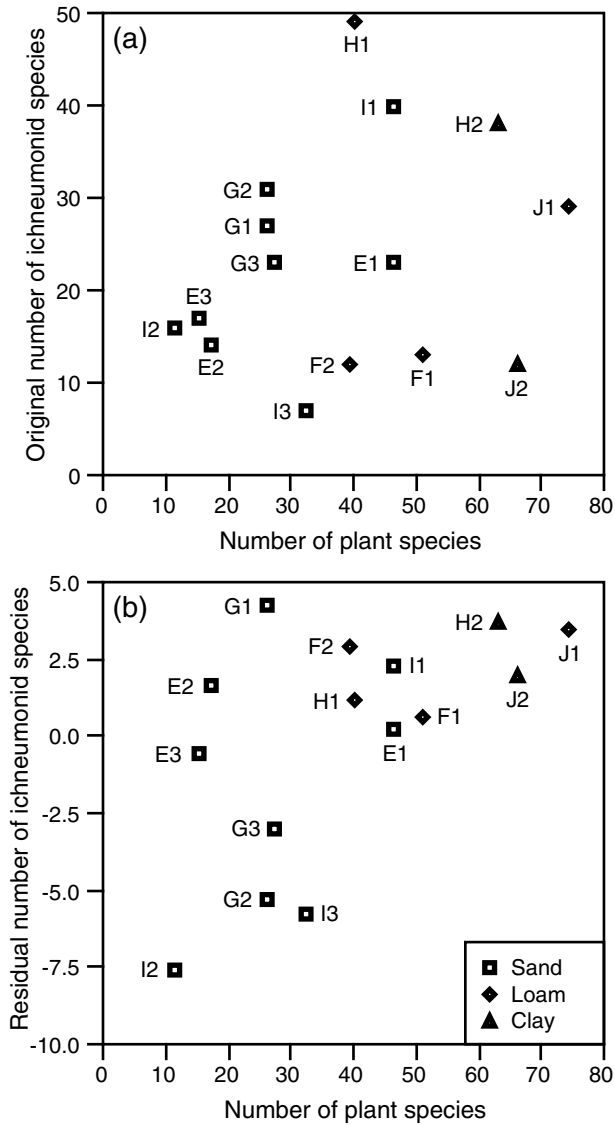 50
(a)
H1
40
I1
H2
G2
30
J1
G1
G3
E1
20
E3
I2
E2
F2
F1
10
J2
I3
0
0 10 20 30 40 50 60 70 80
Original number of ichneumonid species
Number of plant species
5.0
(b)
G1
H2
F2
J1
2.5
I1
E2
J2
H1
F1
0.0
E3
E1
-2.5
G3
-5.0
G2
I3
-7.5
I2
Sand
Loam
Clay
-10.0
0 10 20 30 40 50 60 70 80
Residual number of ichneumonid species
Number of plant species